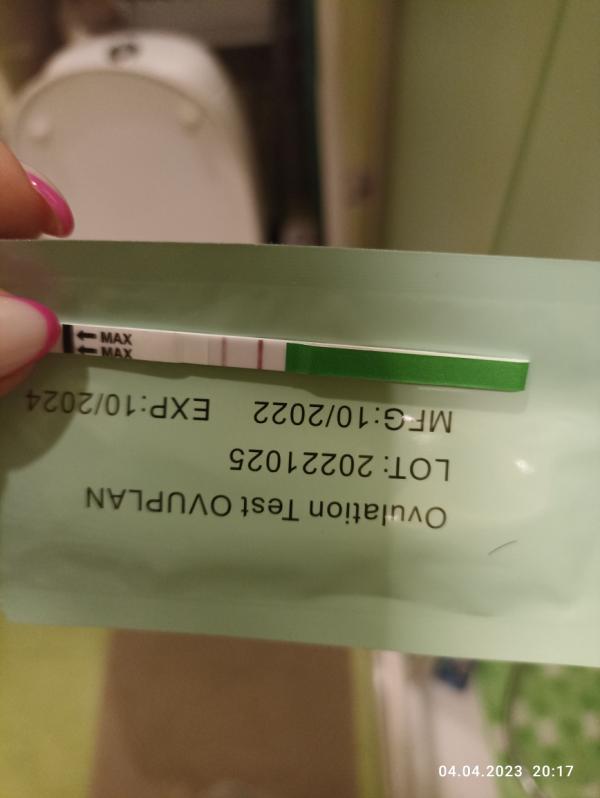 MAX
MAX
MFG:10/2022 EXP:10/2024
LOT: 20221025
Ovulation Test OVUPLAN
04.04.2023 20:17